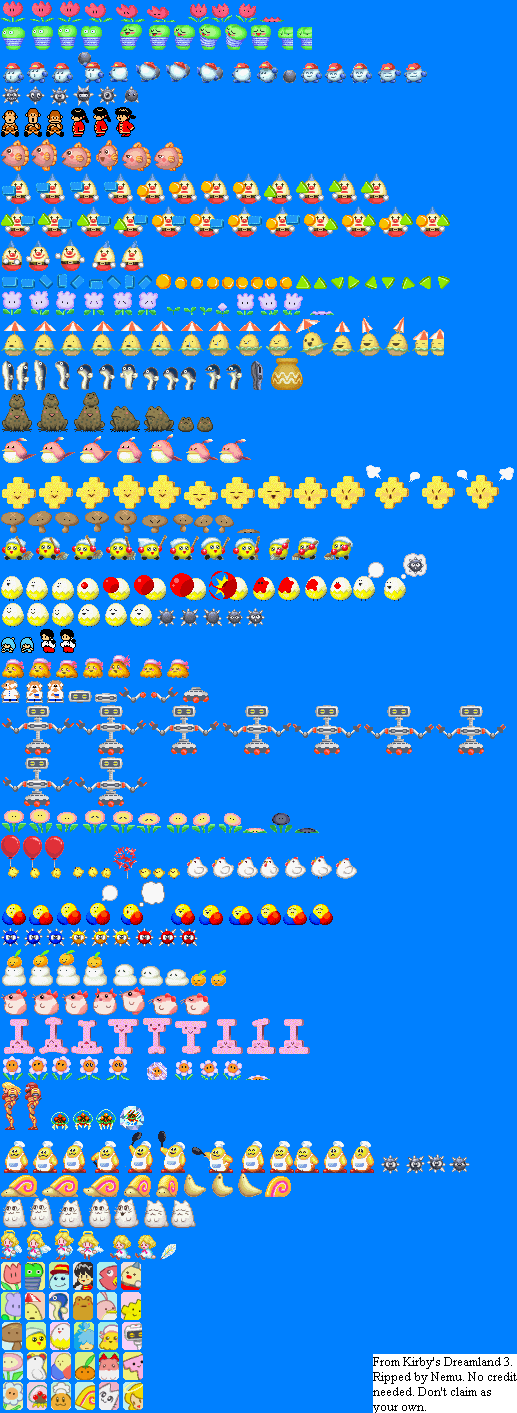 From Kirby's Dreamland 3.
Ripped by Nemu. No credit
needed. Don't claim as
your own.